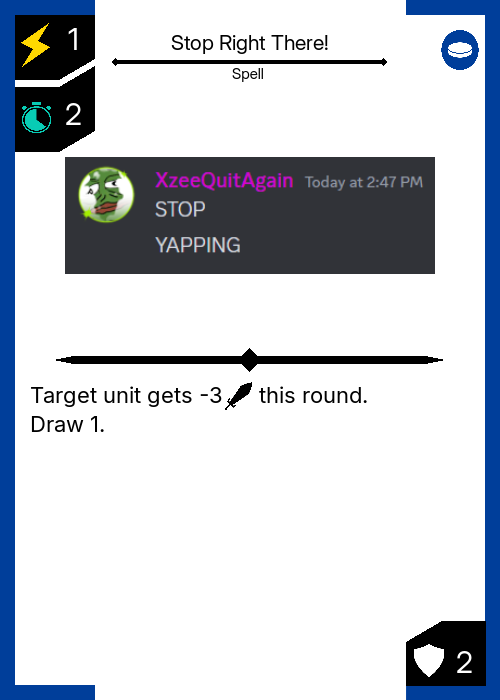 1
Stop Right There!
Spell
2
XzeeQuitAgain Today at 2:47 PM
STOP
YAPPING
Target unit gets -3 this round.
Draw 1.
2